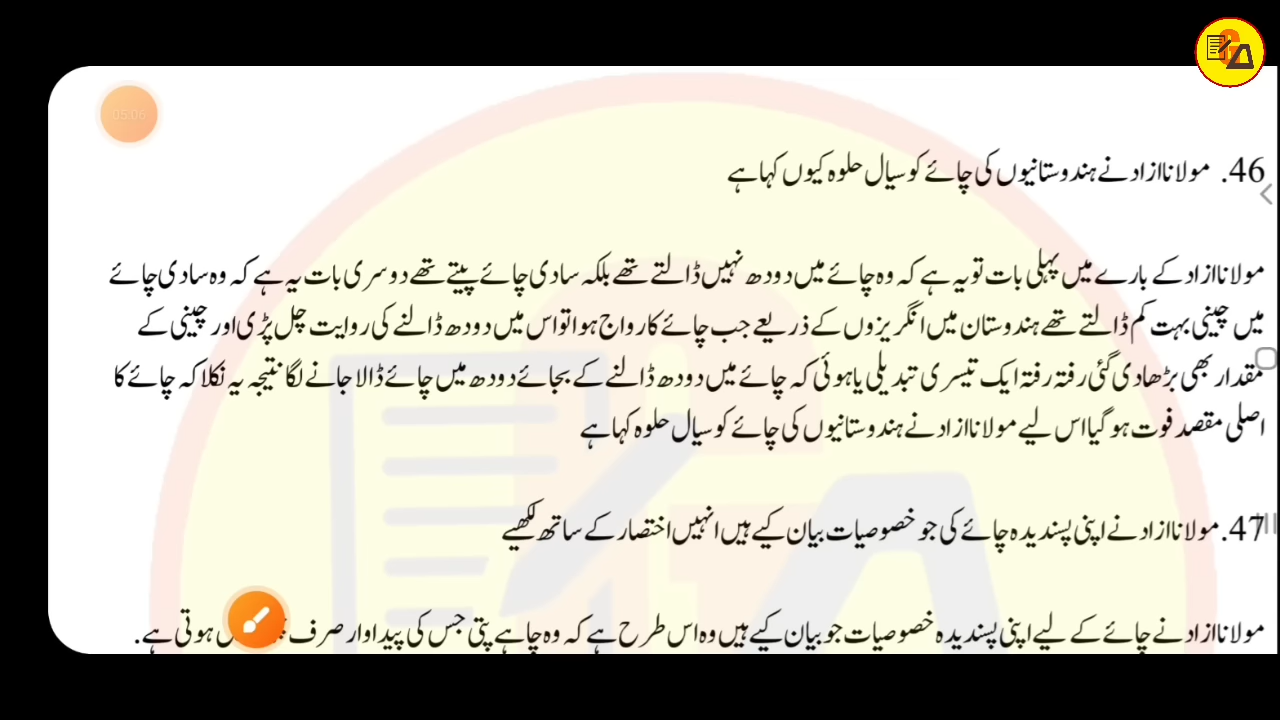 05:06
46. مولانا ازاد نے ہندوستانیوں کی چائے کو سیال حلوہ کیوں کہا ہے
مولانا ازاد کے بارے میں پہلی بات تو یہ ہے کہ وہ چائے میں دودھ نہیں ڈالتے تھے بلکہ سادی چائے پیتے تھے دوسری بات یہ ہے کہ وہ سادی چائے
میں چینی بہت کم ڈالتے تھے ہندوستان میں انگریزوں کے ذریعے جب چائے کا رواج ہوا تو اس میں دودھ ڈالنے کی روایت چل پڑی اور چینی کے
مقدار بھی بڑھا دی گئی رفتہ رفتہ ایک تیسری تبدیلی یا ہوئی کہ چائے میں دودھ ڈالنے کے بجائے دودھ میں چائے ڈالا جانے لگا نتیجہ یہ نکلا کہ چائے کا
اصلی مقصد فوت ہو گیا اس لیے مولانا ازاد نے ہندوستانیوں کی چائے کو سیال حلوہ کہا ہے
47. مولانا ازاد نے اپنی پسندیدہ چائے کی جو خصوصیات بیان کیے ہیں انہیں اختصار کے ساتھ لکھیے
مولانا ازاد نے چائے کے لیے اپنی پسندیدہ خصوصیات جو بیان کیے ہیں وہ اس طرح ہے کہ وہ چاہے پتی جس کی پیداوار صرف ہوتی ہے.